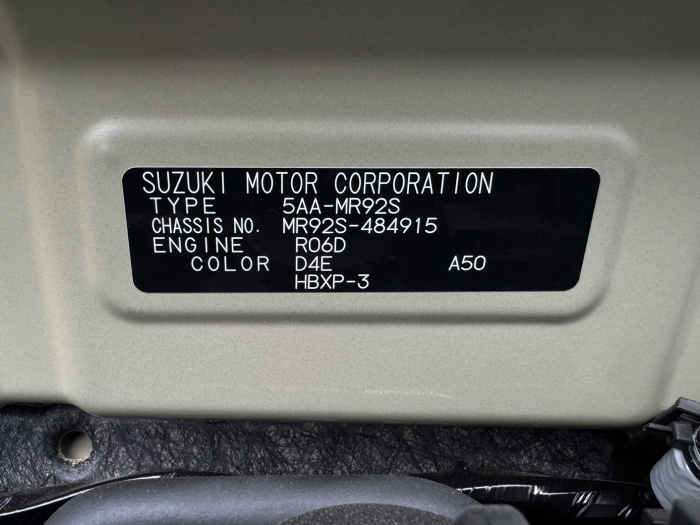 SUZUKI MOTOR CORPORATION
TYPE 5AA-MR92S
CHASSIS NO. MR92S-484915
ENGINE R06D
COLOR D4E A50
HBXP-3